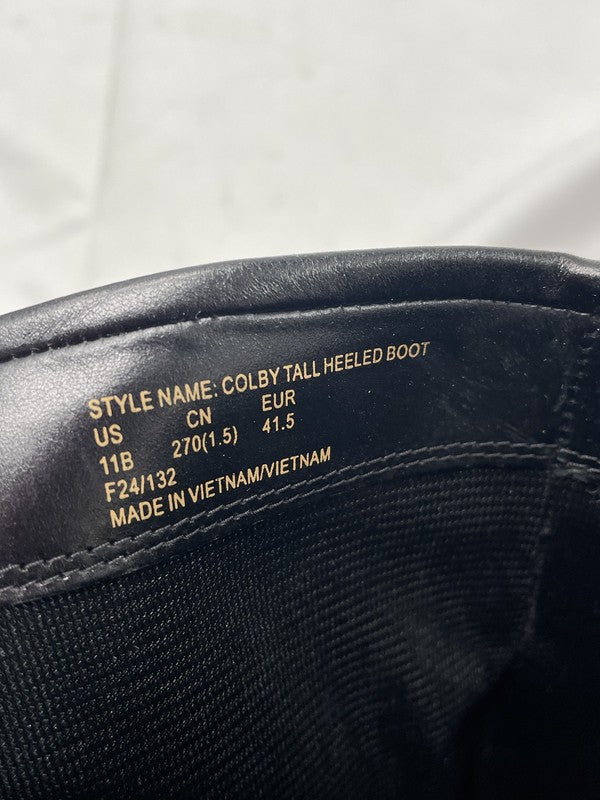 STYLE NAME: COLBY TALL HEELED BOOT
US CN EUR
11B 270(1.5) 41.5
F24/132
MADE IN VIETNAM/VIETNAM